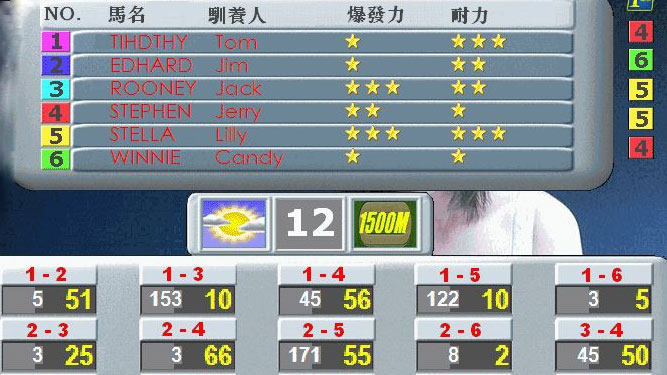 NO. 馬名 馴養人 爆發力 耐力
1 TIHDTHY Tom
2 EDHARD Jim
3 ROONEY Jack
4 STEPHEN Jerry
5 STELLA Lilly
6 WINNIE Candy
4
6
5
5
4
12 1500M
1-2 1-3 1-4 1-5 1-6
5 51 153 10 45 56 122 10 3 5
2-3 2-4 2-5 2-6 3-4
3 25 3 66 171 55 8 2 45 50